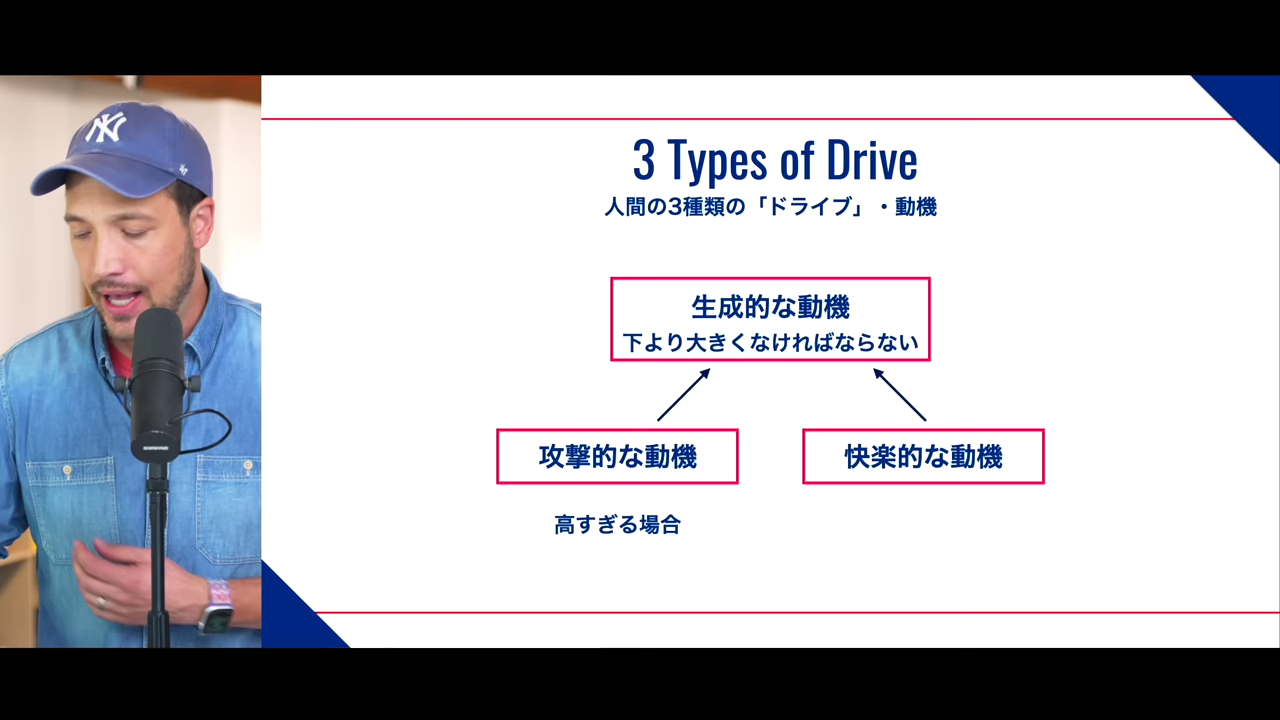 NY
47
3 Types of Drive
人間の3種類の「ドライブ」・動機
生成的な動機
下より大きくなければならない
攻撃的な動機
快楽的な動機
高すぎる場合